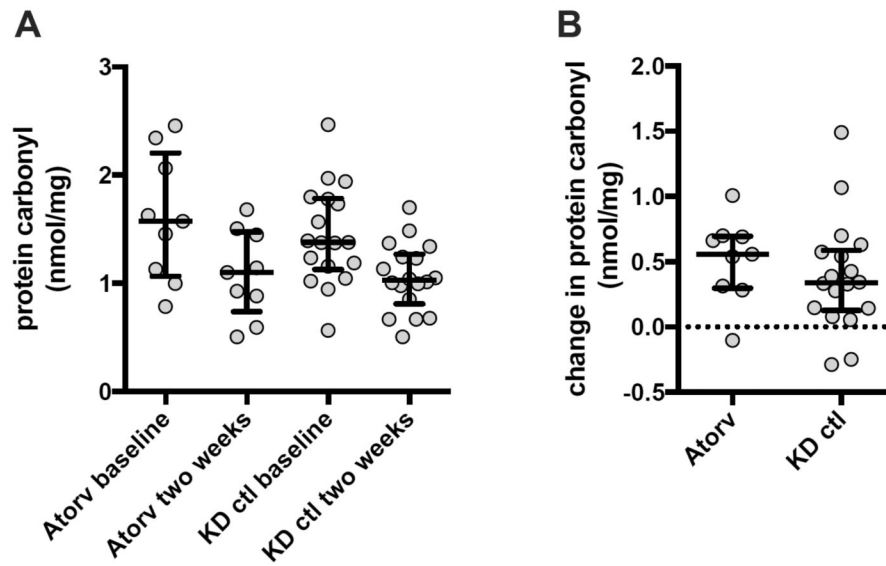 A
protein carbonyl
(nmol/mg)
3
2
1
0
Atorv baseline
Atorv two weeks
KD ctl baseline
KD ctl two weeks
B
change in protein carbonyl
(nmol/mg)
2.0
1.5
1.0
0.5
0.0
-0.5
Atorv
KD ctl